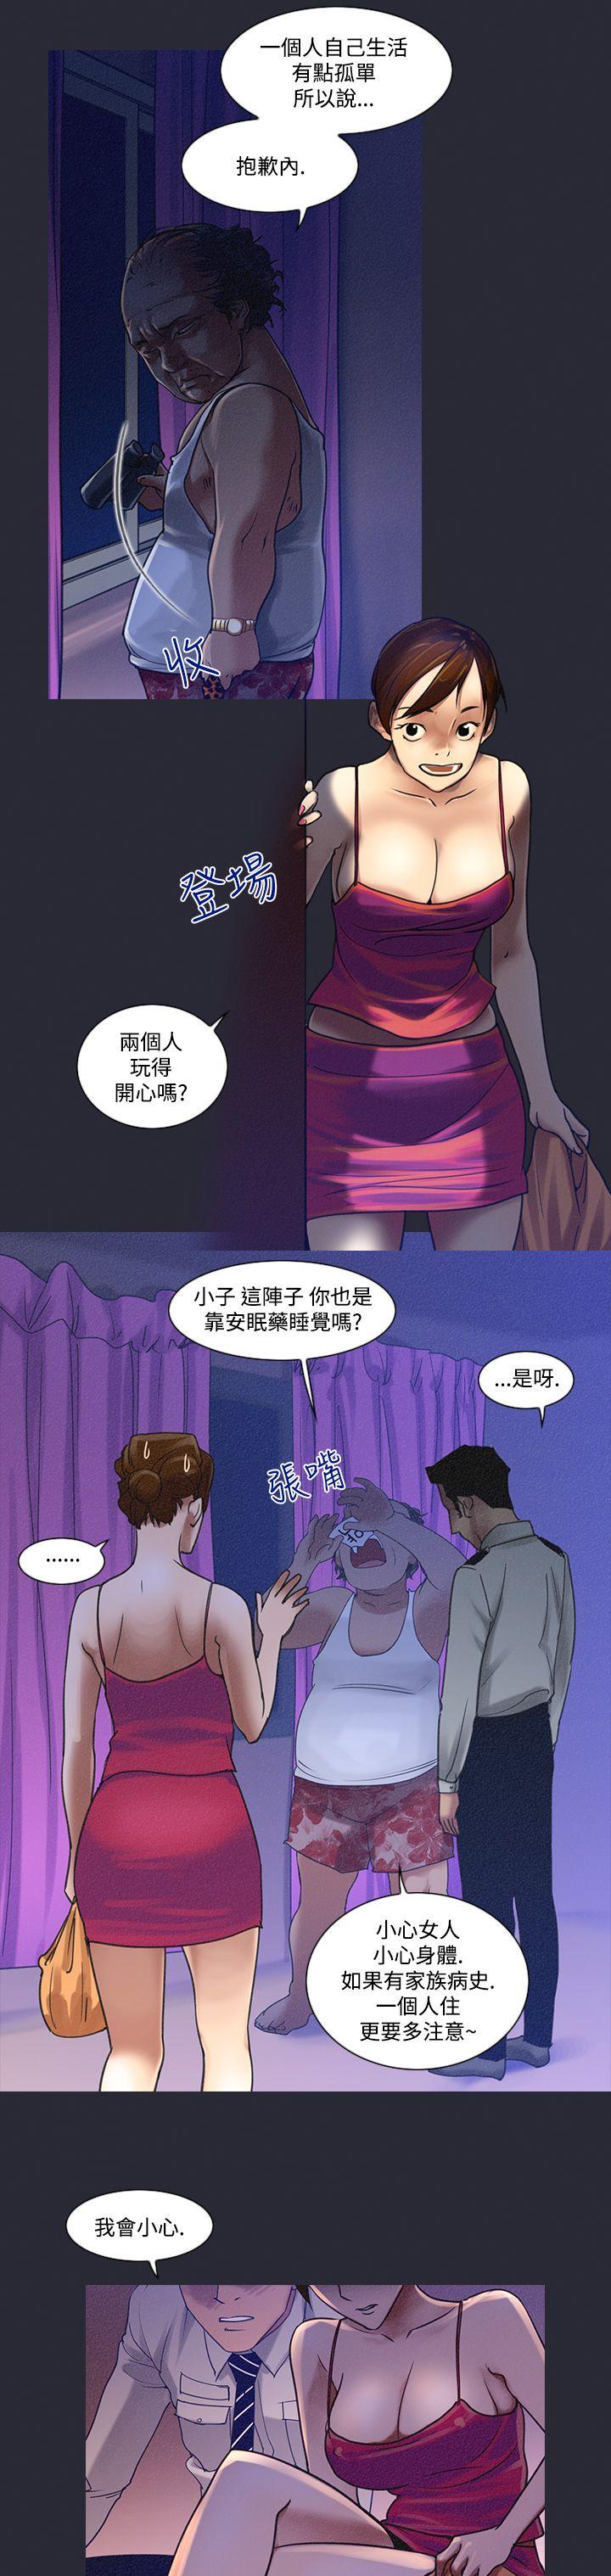 一個人自己生活
有點孤單
所以說...
抱歉內.
收
登場
兩個人
玩得
開心嗎?
小子 這陣子 你也是
靠安眠藥睡覺嗎?
...是呀.
張嘴
......
小心女人
小心身體.
如果有家族病史.
一個人住
更要多注意~
我會小心.